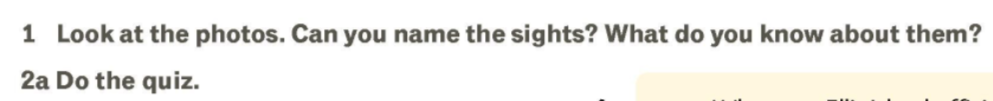 1 Look at the photos. Can you name the sights? What do you know about them?
2a Do the quiz.